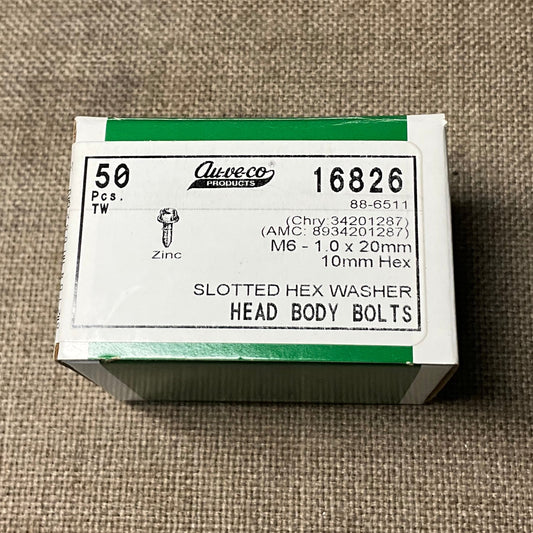 50
Pcs.
TW
au-ve-co
PRODUCTS
16826
88-6511
(Chry 34201287)
(AMC: 8934201287)
M6 - 1.0 x 20mm
10mm Hex
Zinc
SLOTTED HEX WASHER
HEAD BODY BOLTS